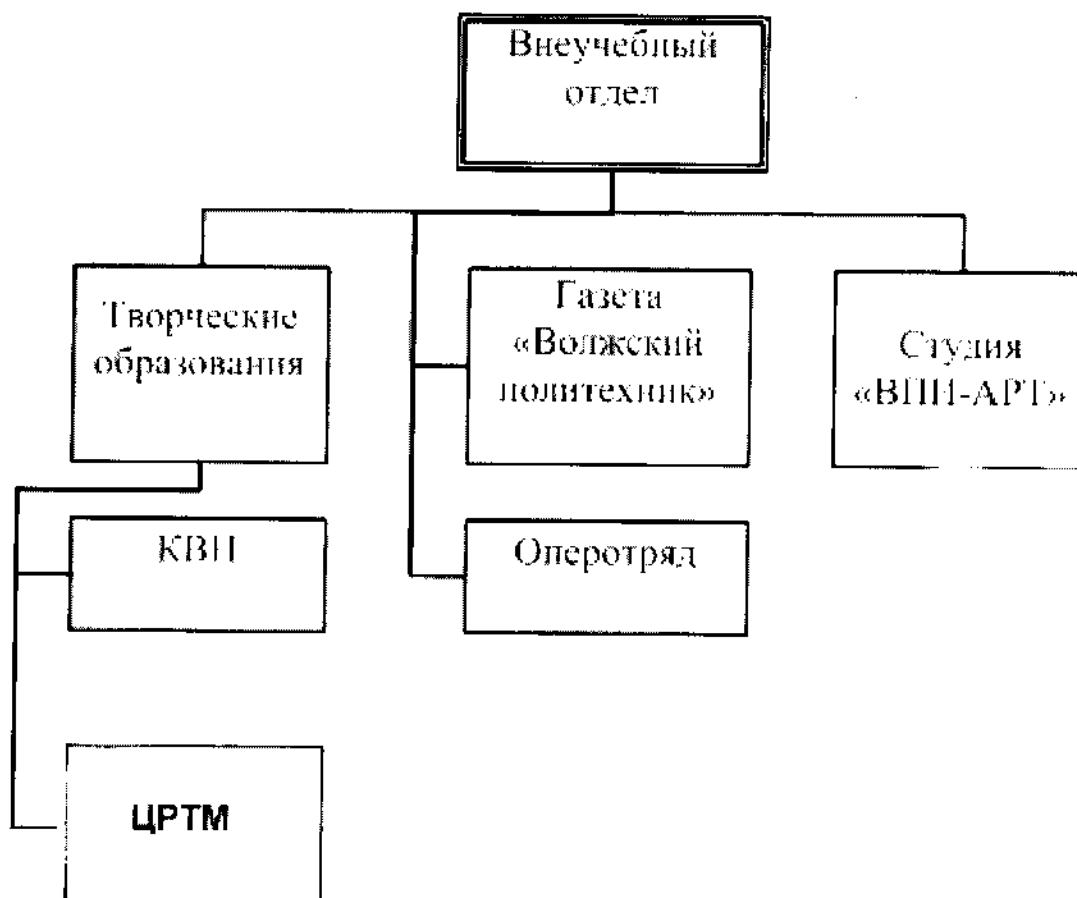 Внеучебный
отдел
Творческие
образования
Газета
«Волжский
политехник»
Студия
«ВПИ-АРТ»
КВН
Оперотряд
ЦРТМ